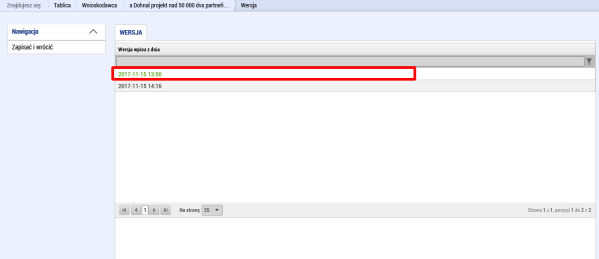 Znajdujesz się: Tablica Wnioskodawca a Dohnal projekt nad 50 000 dva partneři... Wersja
Nawigacja
Zapisać i wrócić
WERSJA
Wersja wpisu z dnia
2017-11-15 13:50
2017-11-15 14:16
1 Na stronę 25
Strona 1 z 1, pozycji 1 do 2 z 2